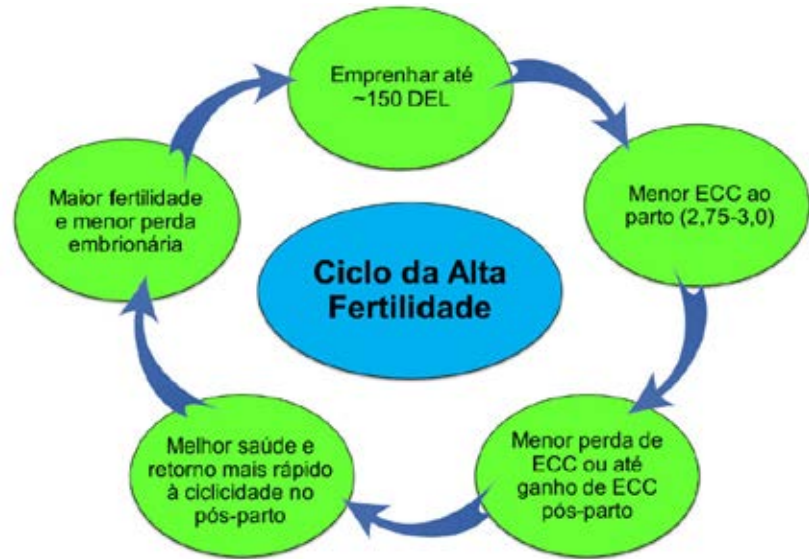 Emprenhar até
~150 DEL
Menor ECC ao
parto (2,75-3,0)
Menor perda de
ECC ou até
ganho de ECC
pós-parto
Melhor saúde e
retorno mais rápido
à ciclicidade no
pós-parto
Maior fertilidade
e menor perda
embrionária
Ciclo da Alta
Fertilidade